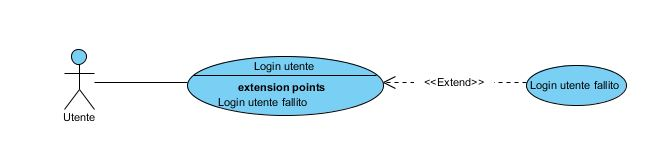 Login utente
extension points
Login utente fallito
<<Extend>>
Login utente fallito
Utente